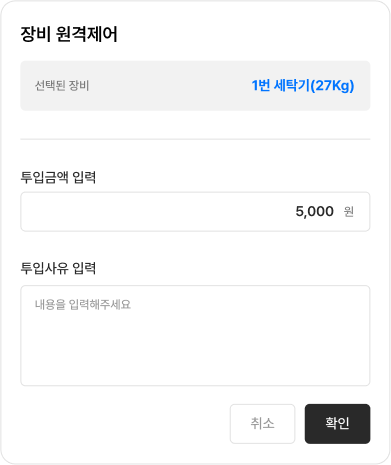 장비 원격제어
선택된 장비 1번 세탁기(27Kg)
투입금액 입력
5,000 원
투입사유 입력
내용을 입력해주세요
취소 확인